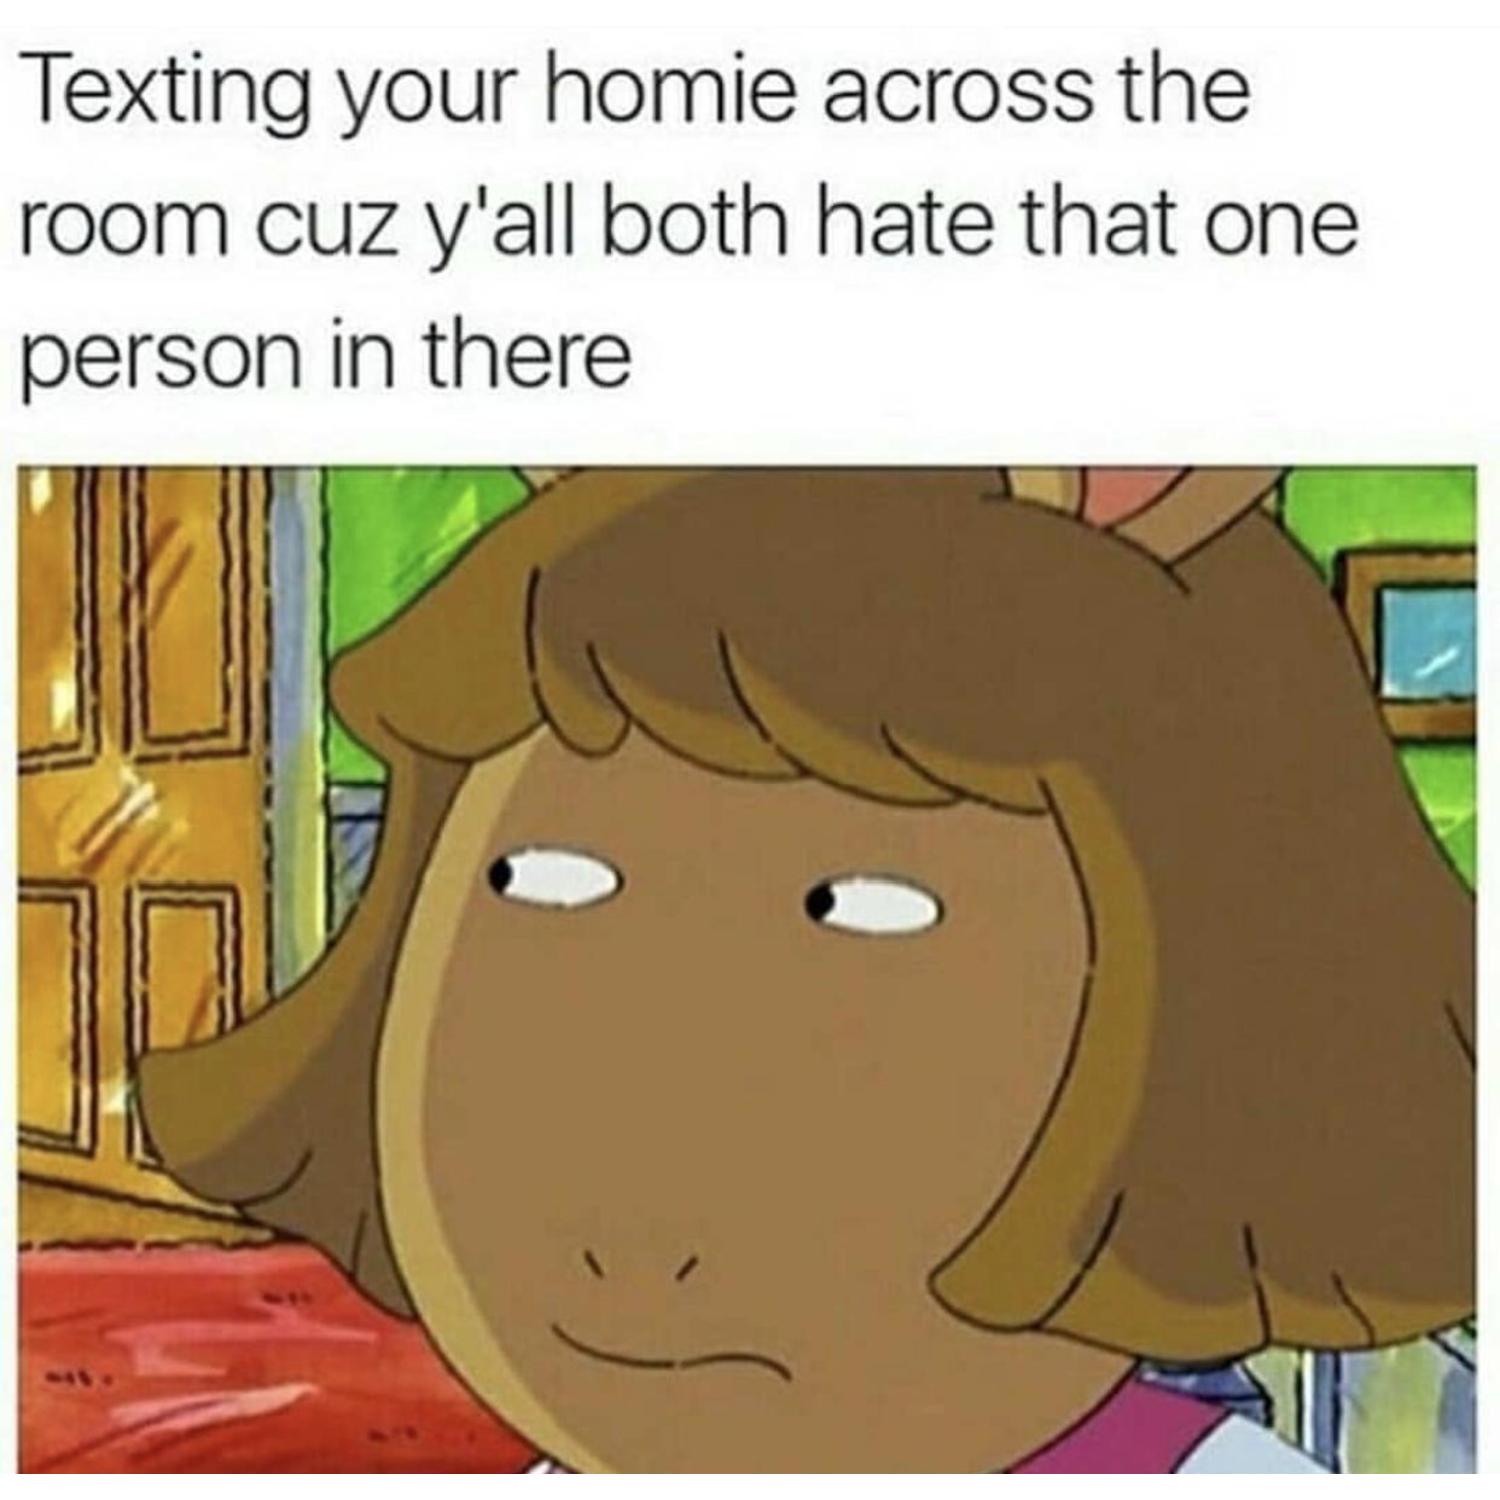 Texting your homie across the
room cuz y'all both hate that one
person in there